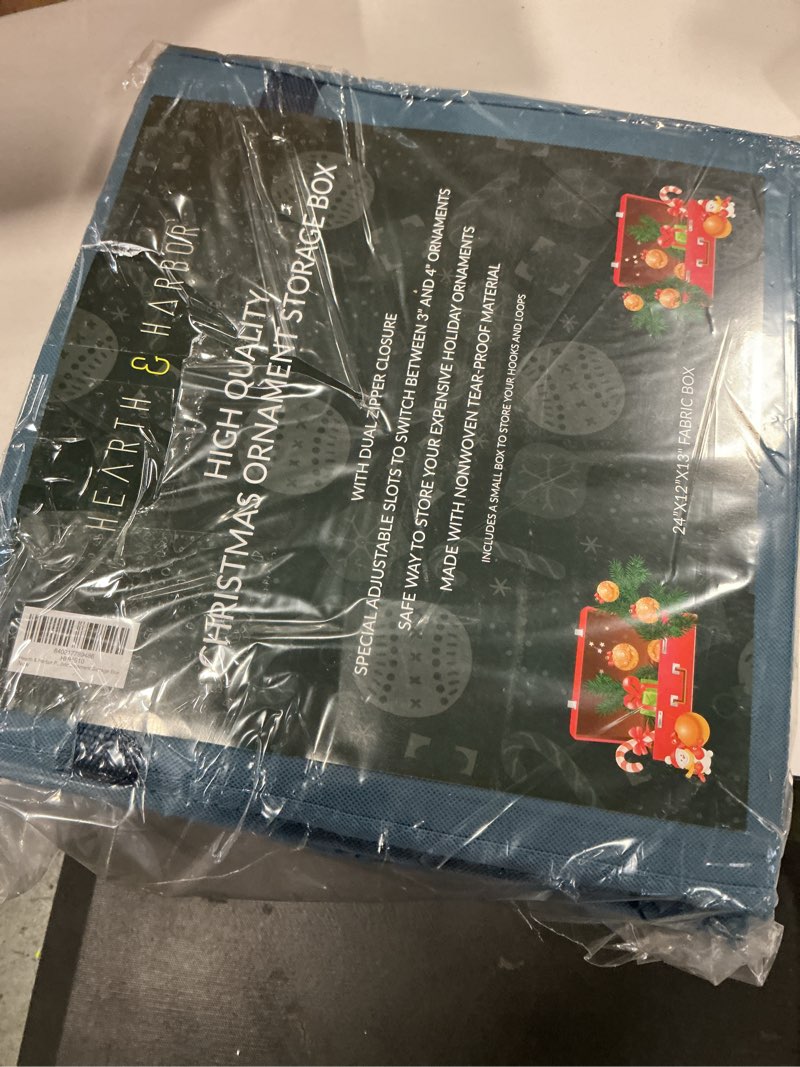 HEARTH & HARBOR
HIGH QUALITY
CHRISTMAS ORNAMENT STORAGE BOX
WITH DUAL ZIPPER CLOSURE
SPECIAL ADJUSTABLE SLOTS TO SWITCH BETWEEN 3" AND 4" ORNAMENTS
SAFE WAY TO STORE YOUR EXPENSIVE HOLIDAY ORNAMENTS
MADE WITH NONWOVEN TEAR-PROOF MATERIAL
INCLUDES A SMALL BOX TO STORE YOUR HOOKS AND LOOPS
24"X12"X13" FABRIC BOX